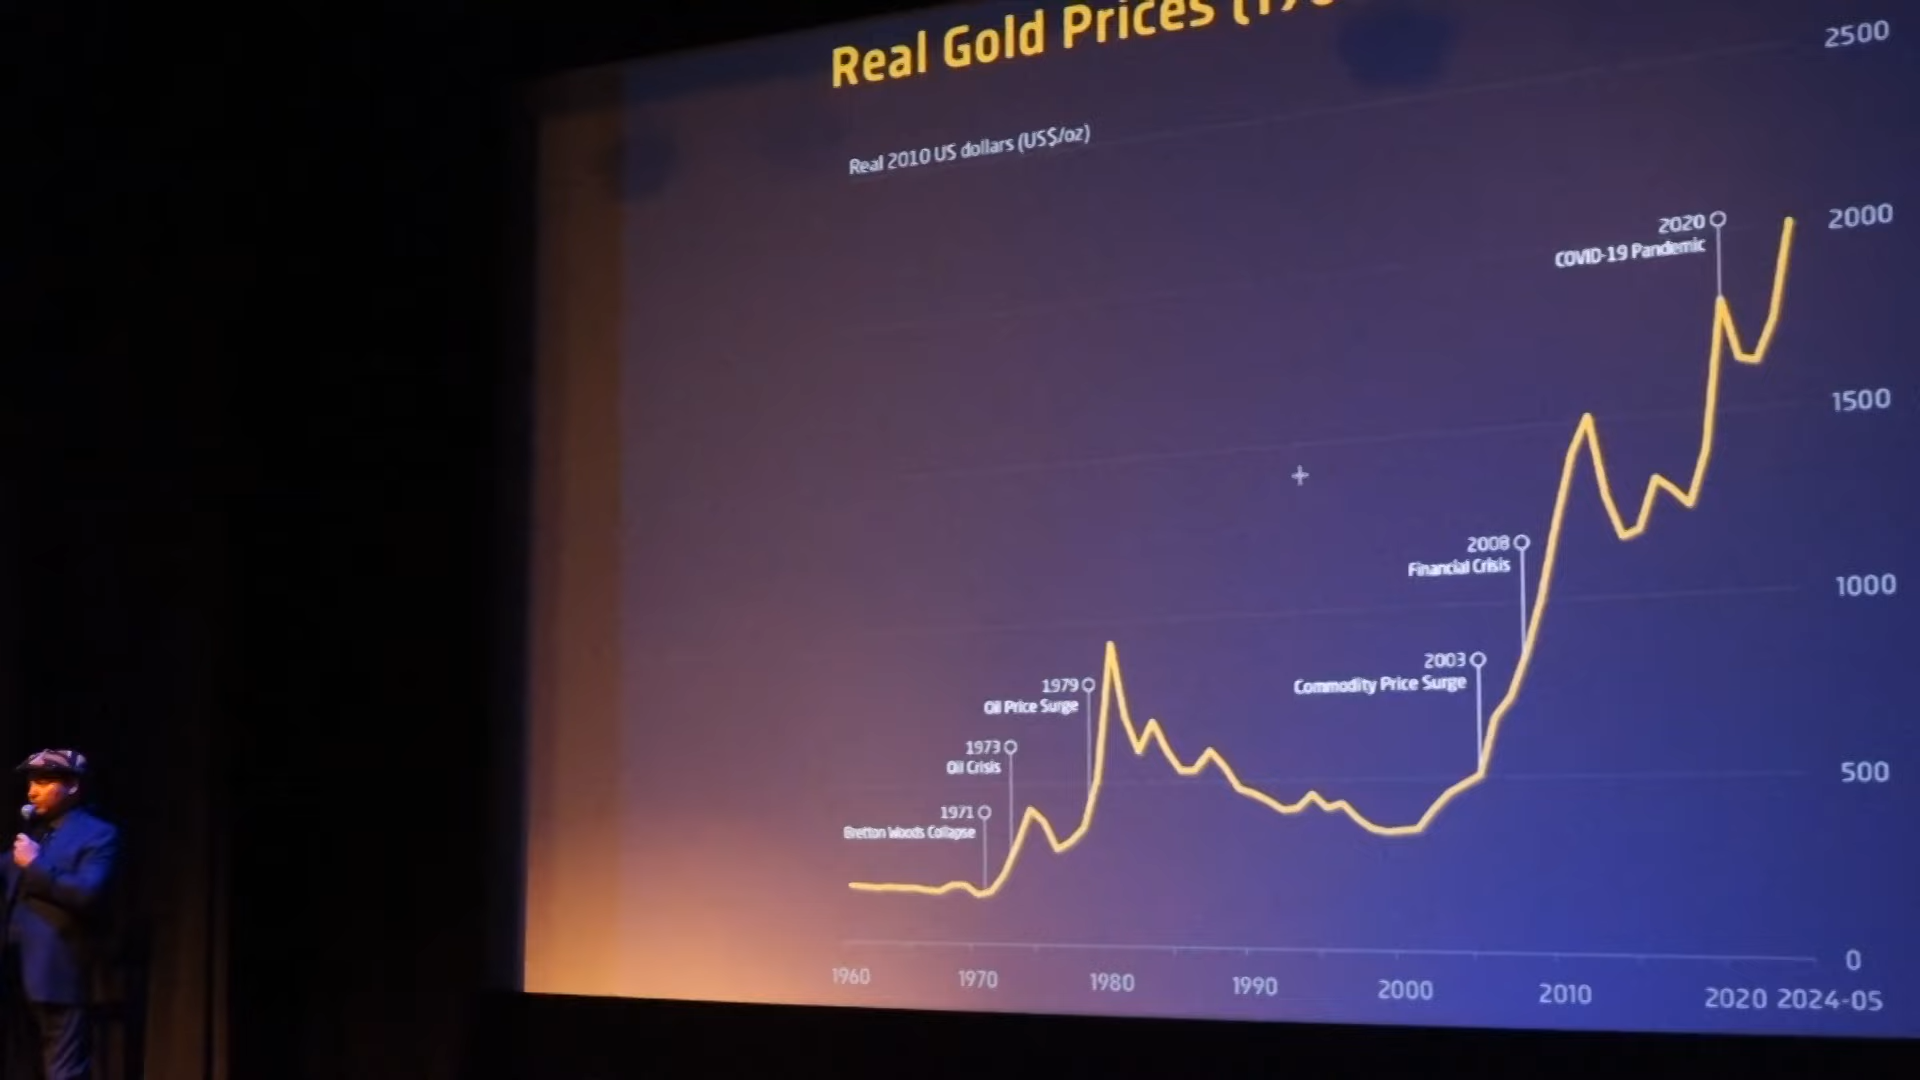 Real Gold Prices
Real 2010 US dollars (US$/oz)
2500
2000
1500
1000
500
0
2020
COVID-19 Pandemic
2008
Financial Crisis
2003
Commodity Price Surge
1979
Oil Price Surge
1973
Oil Crisis
1971
Bretton Woods Collapse
1960 1970 1980 1990 2000 2010 2020 2024-05